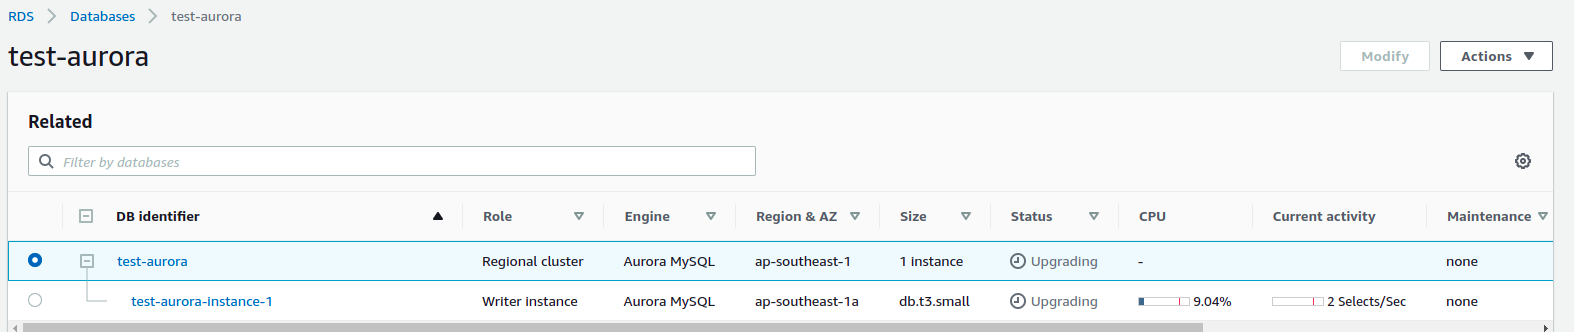 RDS Databases test-aurora
test-aurora
Modify Actions
Related
Filter by databases
DB identifier Role Engine Region & AZ Size Status CPU Current activity Maintenance
test-aurora Regional cluster Aurora MySQL ap-southeast-1 1 instance Upgrading - none
test-aurora-instance-1 Writer instance Aurora MySQL ap-southeast-1a db.t3.small Upgrading 9.04% 2 Selects/Sec none